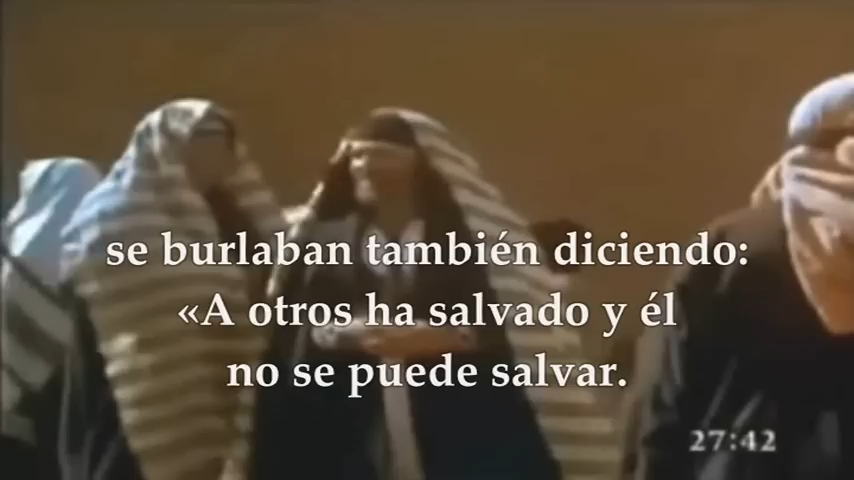 se burlaban también diciendo:
«A otros ha salvado y él
no se puede salvar.
27:42